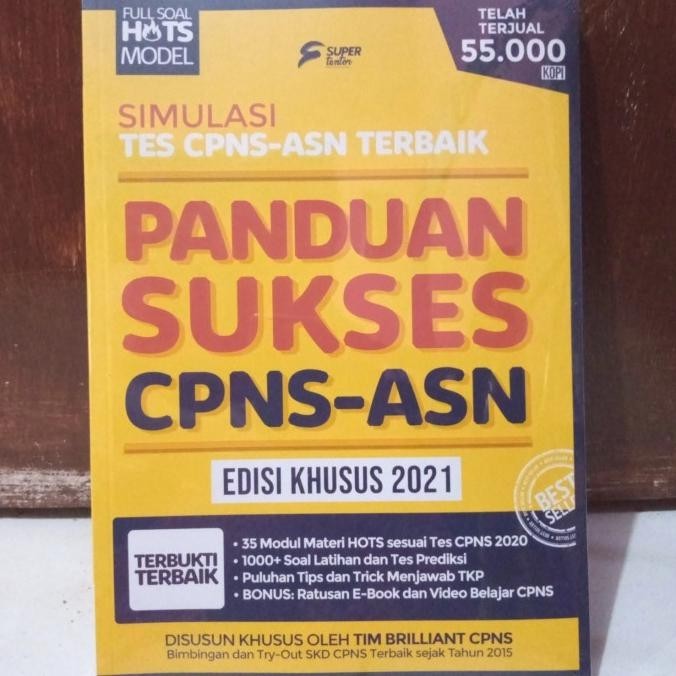 FULL SOAL
HOTS
MODEL
SUPER
tentor
TELAH
TERJUAL
55.000
KOPI
SIMULASI
TES CPNS-ASN TERBAIK
PANDUAN
SUKSES
CPNS-ASN
EDISI KHUSUS 2021
BEST
SELL
TERBUKTI
TERBAIK
• 35 Modul Materi HOTS sesuai Tes CPNS 2020
• 1000+ Soal Latihan dan Tes Prediksi
• Puluhan Tips dan Trick Menjawab TKP
• BONUS: Ratusan E-Book dan Video Belajar CPNS
DISUSUN KHUSUS OLEH TIM BRILLIANT CPNS
Bimbingan dan Try-Out SKD CPNS Terbaik sejak Tahun 2015